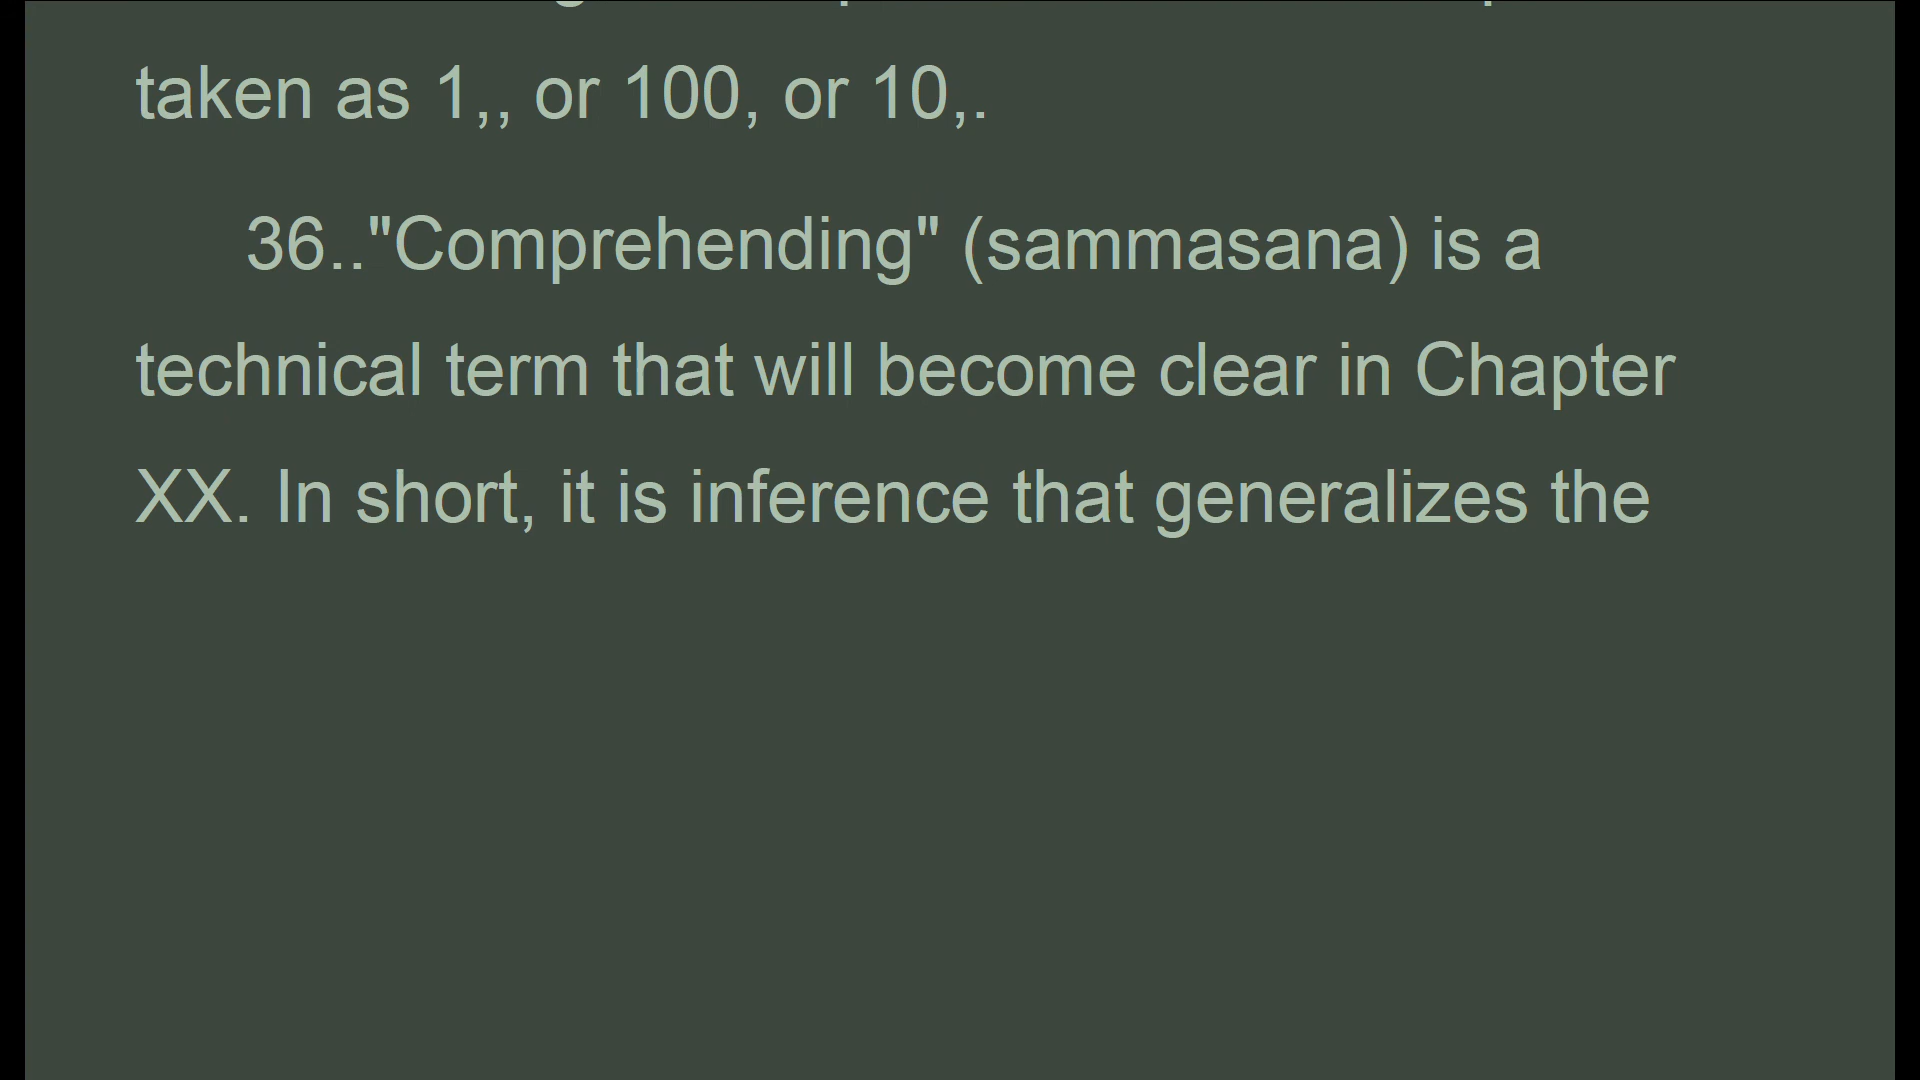 taken as 1,, or 100, or 10,.
36.."Comprehending" (sammasana) is a
technical term that will become clear in Chapter
XX. In short, it is inference that generalizes the